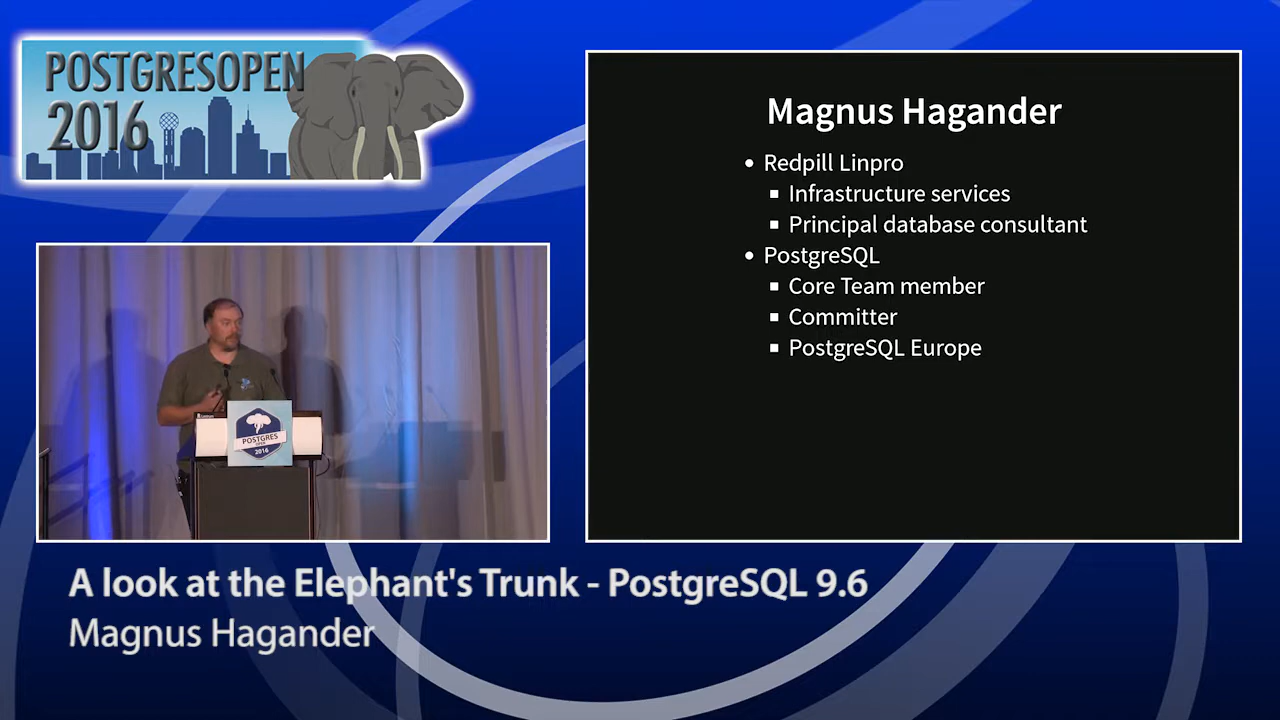 POSTGRESOPEN
2016
Magnus Hagander
Redpill Linpro
Infrastructure services
Principal database consultant
PostgreSQL
Core Team member
Committer
PostgreSQL Europe
POSTGRES
OPEN
2016
A look at the Elephant's Trunk - PostgreSQL 9.6
Magnus Hagander